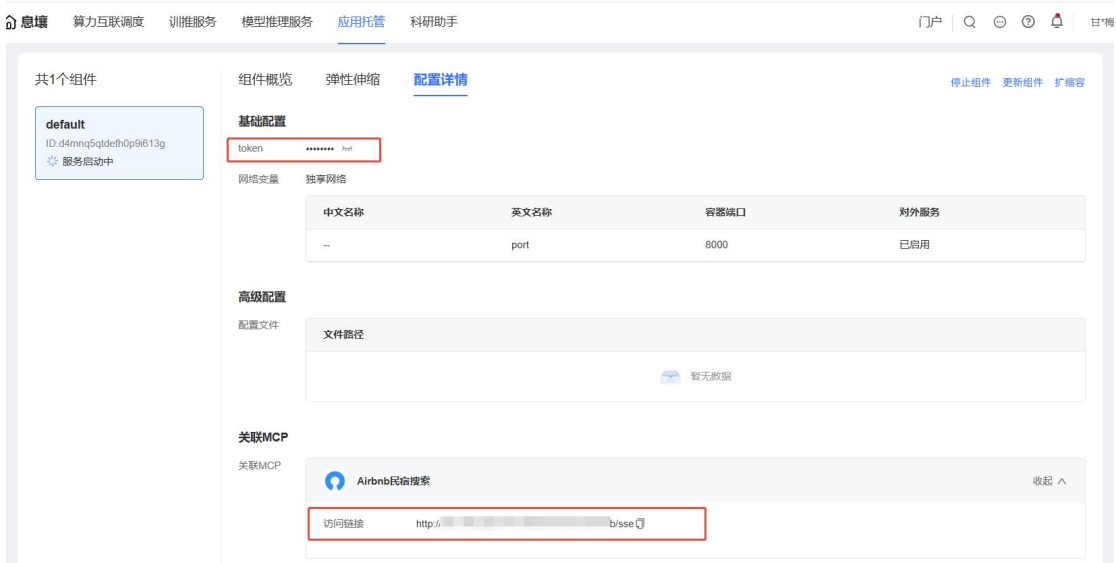 息壤 算力互联调度 训推服务 模型推理服务 应用托管 科研助手 门户 甘*梅
共1个组件
default
ID:d4mnq5qtdefh0p9i613g
服务启动中
组件概览 弹性伸缩 配置详情 停止组件 更新组件 扩缩容
基础配置
token ••••••••
网络变量 独享网络
中文名称 英文名称 容器端口 对外服务
-- port 8000 已启用
高级配置
配置文件 文件路径
暂无数据
关联MCP
关联MCP Airbnb民宿搜索 收起
访问链接 http:/ b/sse